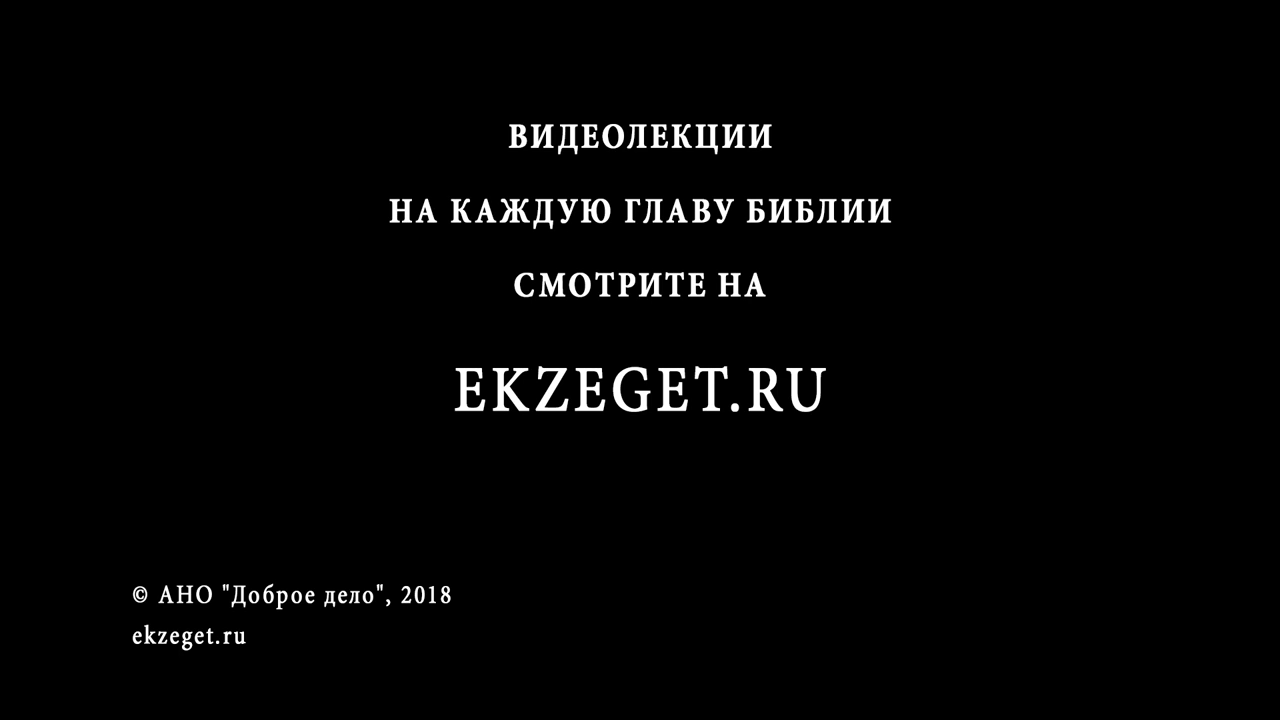 ВИДЕОЛЕКЦИИ
НА КАЖДУЮ ГЛАВУ БИБЛИИ
СМОТРИТЕ НА
EKZEGET.RU
© АНО "Доброе дело", 2018
ekzeget.ru